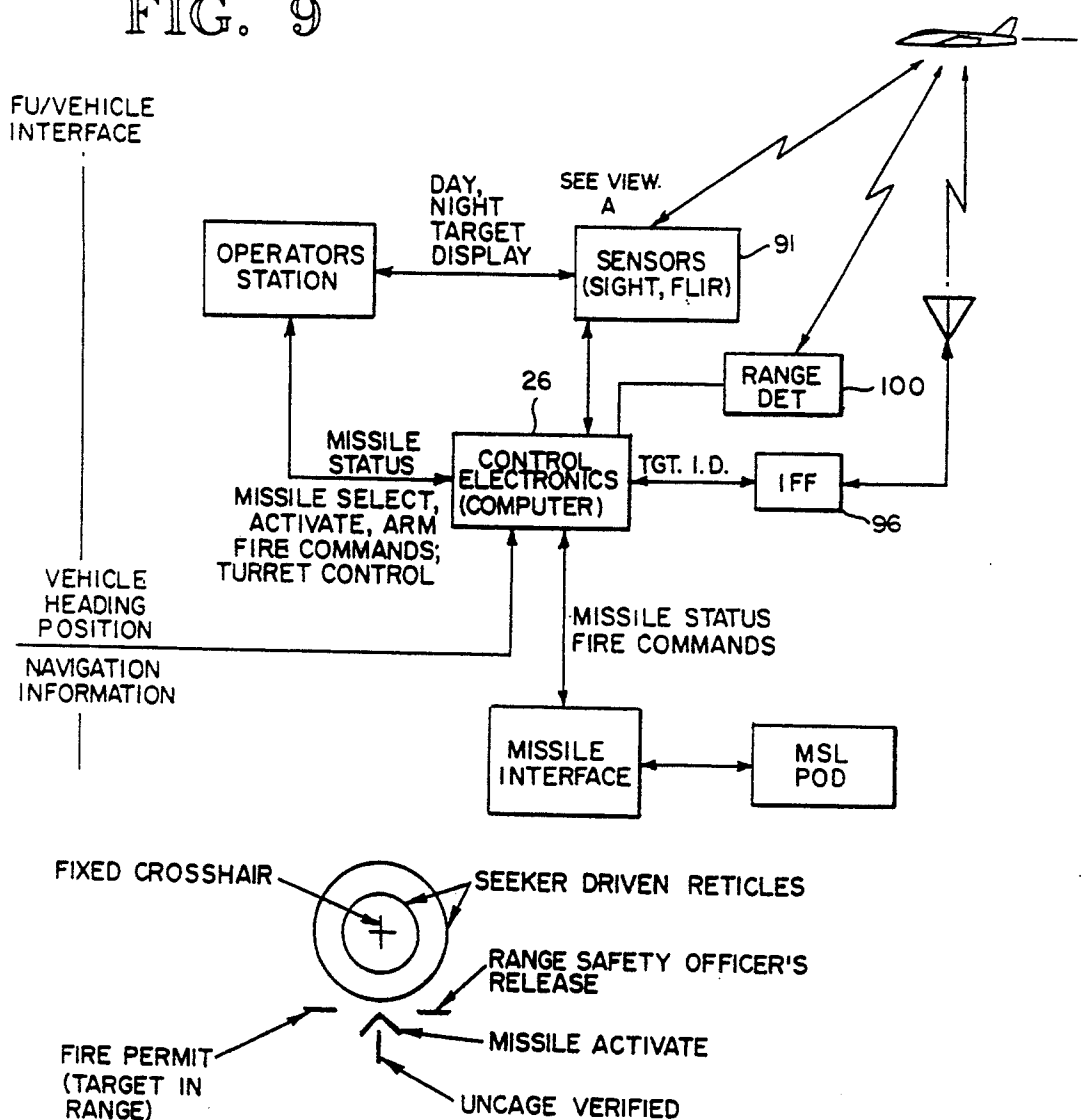 FIG. 9
FU/VEHICLE
INTERFACE
DAY,
NIGHT
TARGET
DISPLAY
SEE VIEW.
A
OPERATORS
STATION
SENSORS
(SIGHT, FLIR)
91
RANGE
DET
100
26
MISSILE
STATUS
CONTROL
ELECTRONICS
(COMPUTER)
TGT. I.D.
IFF
96
MISSILE SELECT,
ACTIVATE, ARM
FIRE COMMANDS;
TURRET CONTROL
VEHICLE
HEADING
POSITION
NAVIGATION
INFORMATION
MISSILE STATUS
FIRE COMMANDS
MISSILE
INTERFACE
MSL
POD
FIXED CROSSHAIR
SEEKER DRIVEN RETICLES
RANGE SAFETY OFFICER'S
RELEASE
MISSILE ACTIVATE
FIRE PERMIT
(TARGET IN
RANGE)
UNCAGE VERIFIED